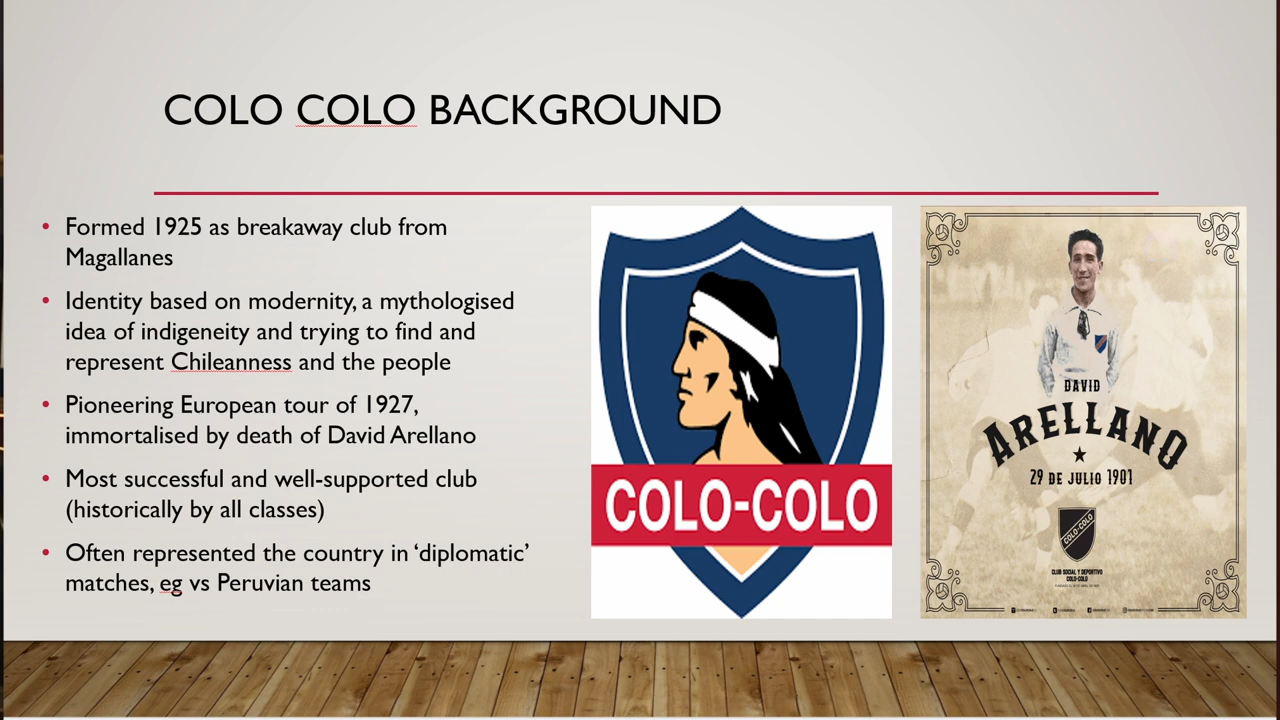 COLO COLO BACKGROUND
• Formed 1925 as breakaway club from
Magallanes
• Identity based on modernity, a mythologised
idea of indigeneity and trying to find and
represent Chileanness and the people
• Pioneering European tour of 1927,
immortalised by death of David Arellano
• Most successful and well-supported club
(historically by all classes)
• Often represented the country in ‘diplomatic’
matches, eg vs Peruvian team
COLO-COLO
DAVID
ARELLANO
29 DE JULIO 1901
COLO-COLO
CLUB SOCIAL Y DEPORTIVO
COLO-COLO